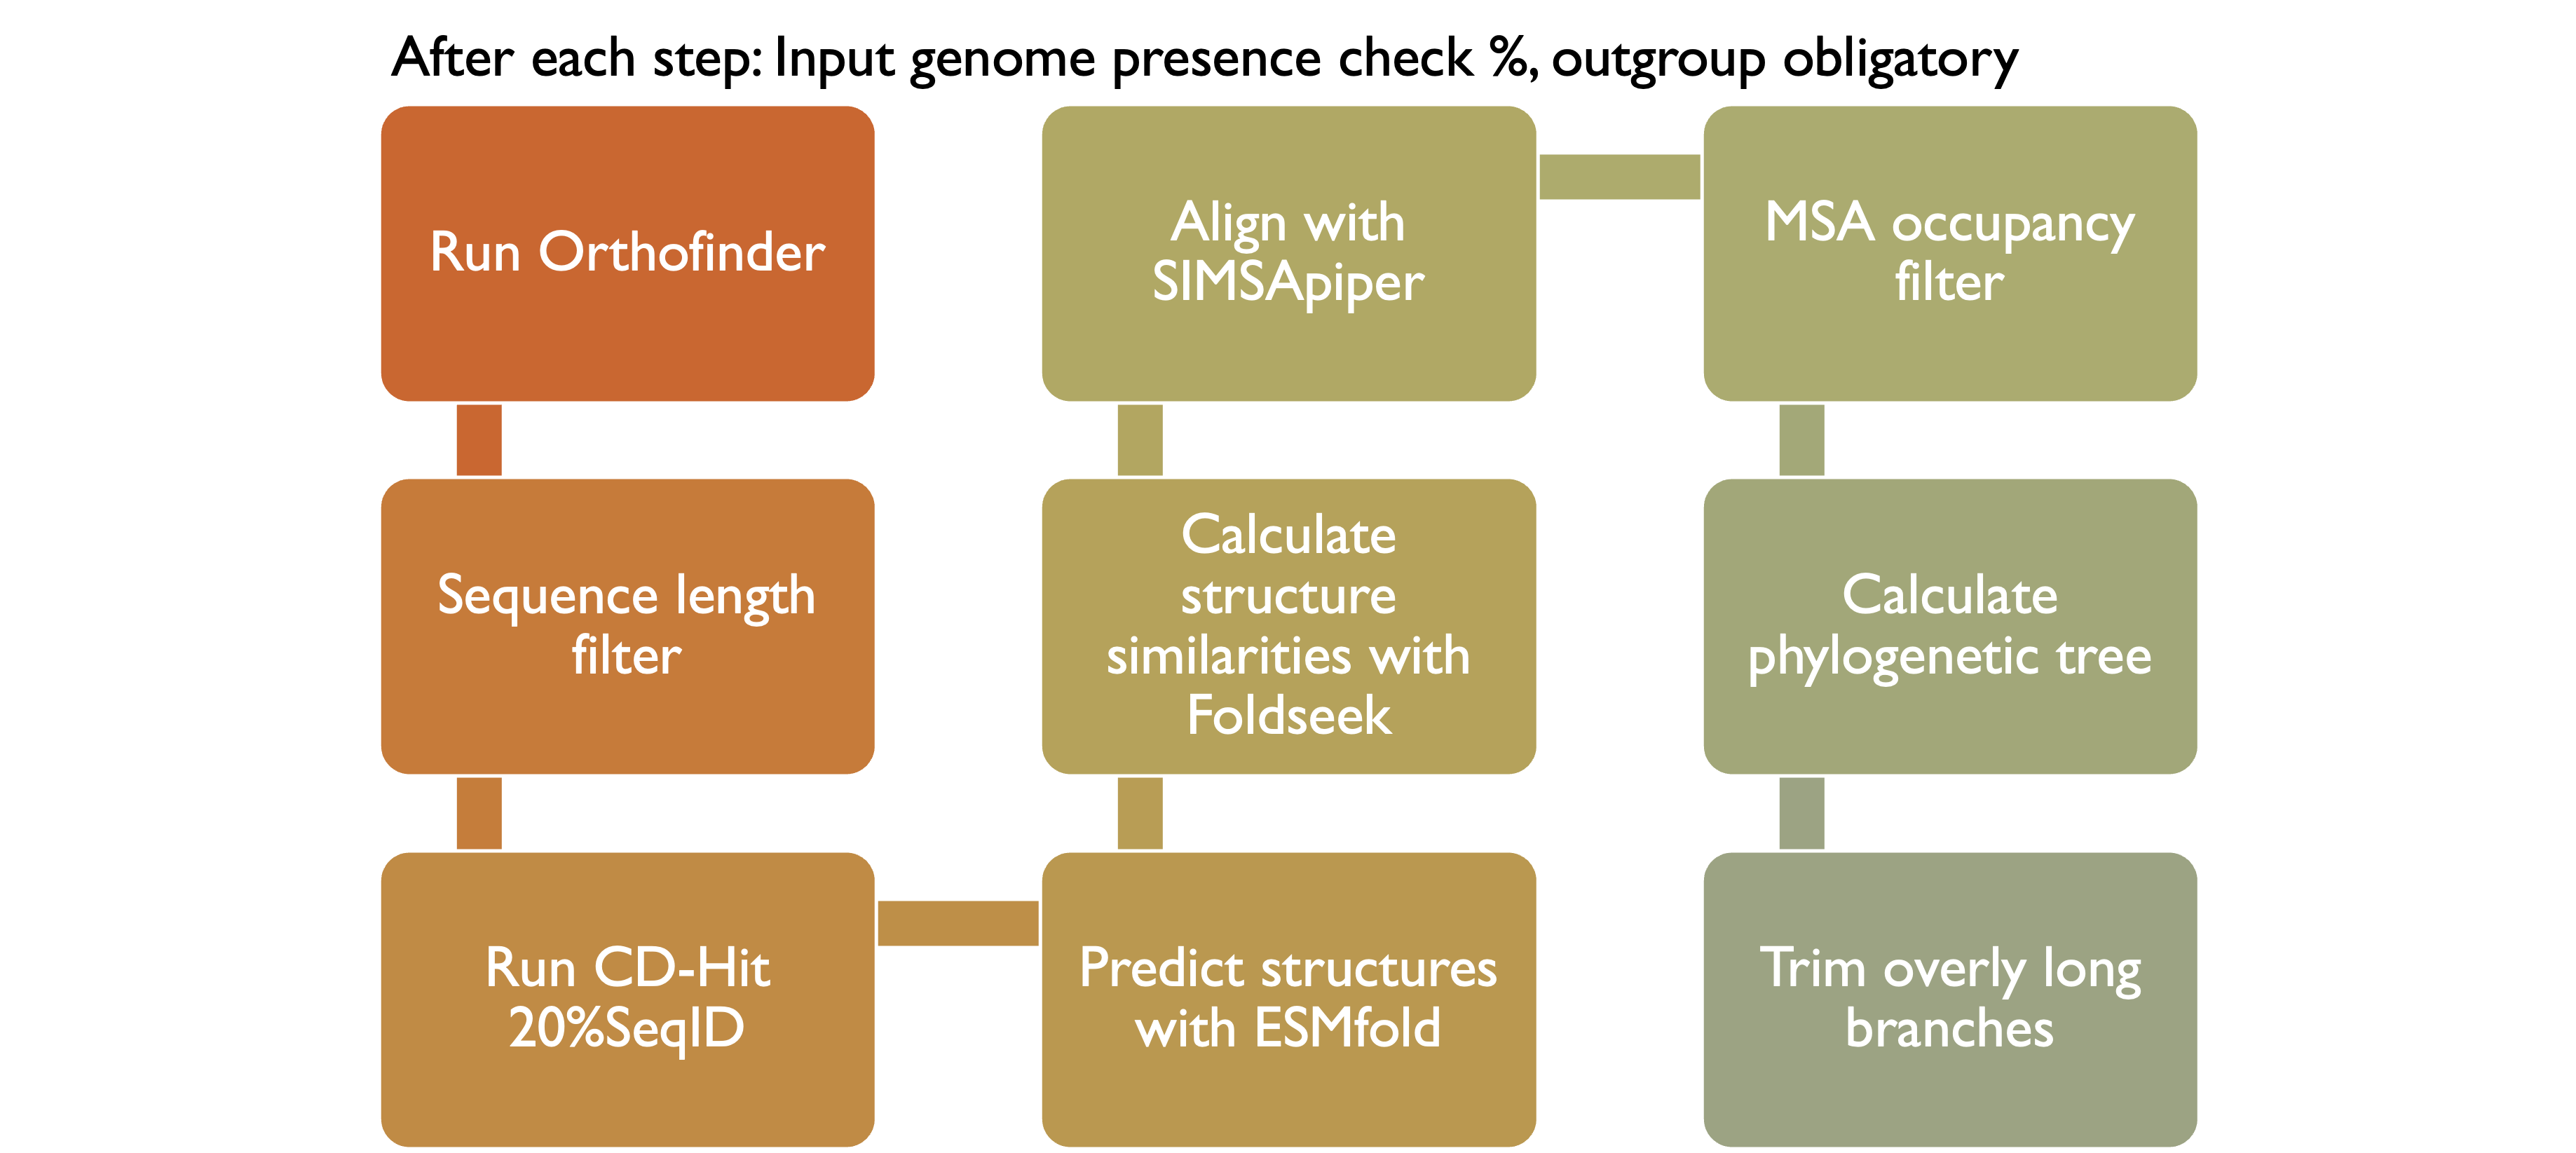 After each step: Input genome presence check %, outgroup obligatory
Run Orthofinder
Sequence length
filter
Run CD-Hit
20%SeqID
Predict structures
with ESMfold
Calculate
structure
similarities with
Foldseek
Align with
SIMSApiper
MSA occupancy
filter
Calculate
phylogenetic tree
Trim overly long
branches